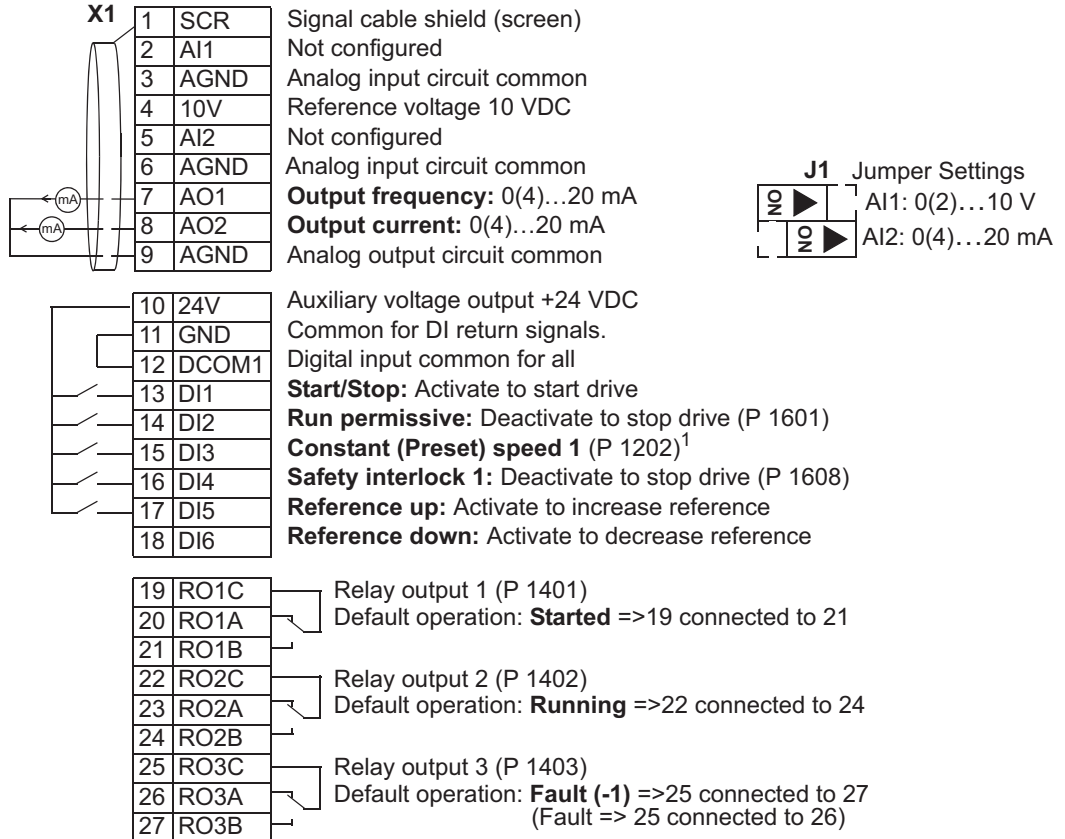 X1
1 SCR Signal cable shield (screen)
2 AI1 Not configured
3 AGND Analog input circuit common
4 10V Reference voltage 10 VDC
5 AI2 Not configured
6 AGND Analog input circuit common
7 AO1 Output frequency: 0(4)…20 mA
8 AO2 Output current: 0(4)…20 mA
9 AGND Analog output circuit common
mA
mA
J1 Jumper Settings
ON AI1: 0(2)…10 V
ON AI2: 0(4)…20 mA
10 24V Auxiliary voltage output +24 VDC
11 GND Common for DI return signals.
12 DCOM1 Digital input common for all
13 DI1 Start/Stop: Activate to start drive
14 DI2 Run permissive: Deactivate to stop drive (P 1601)
15 DI3 Constant (Preset) speed 1 (P 1202)1
16 DI4 Safety interlock 1: Deactivate to stop drive (P 1608)
17 DI5 Reference up: Activate to increase reference
18 DI6 Reference down: Activate to decrease reference
19 RO1C Relay output 1 (P 1401)
20 RO1A Default operation: Started =>19 connected to 21
21 RO1B
22 RO2C Relay output 2 (P 1402)
23 RO2A Default operation: Running =>22 connected to 24
24 RO2B
25 RO3C Relay output 3 (P 1403)
26 RO3A Default operation: Fault (-1) =>25 connected to 27
27 RO3B (Fault => 25 connected to 26)